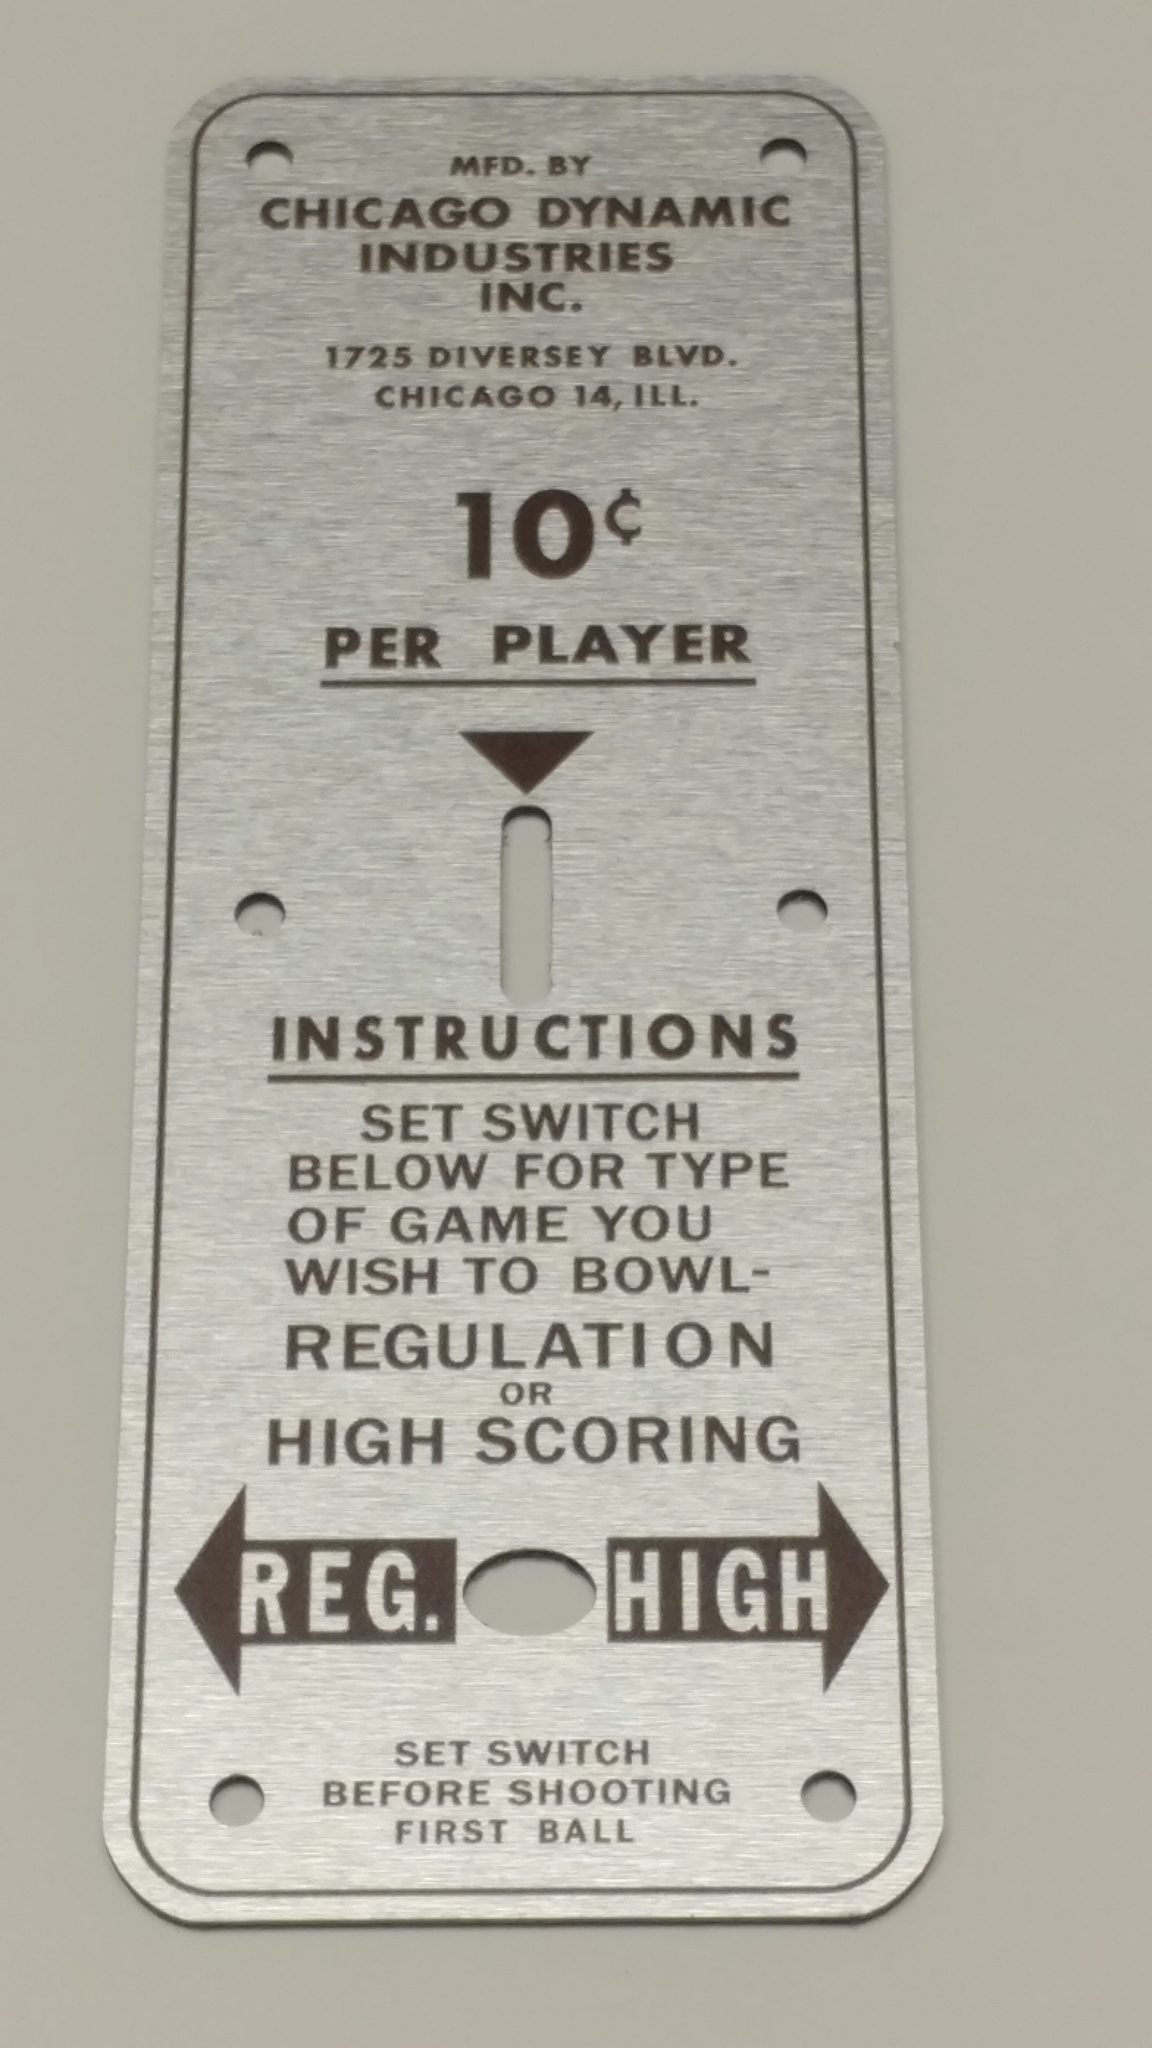 MFD. BY
CHICAGO DYNAMIC
INDUSTRIES
INC.
1725 DIVERSEY BLVD.
CHICAGO 14, ILL.
10¢
PER PLAYER
INSTRUCTIONS
SET SWITCH
BELOW FOR TYPE
OF GAME YOU
WISH TO BOWL-
REGULATION
OR
HIGH SCORING
REG. HIGH
SET SWITCH
BEFORE SHOOTING
FIRST BALL